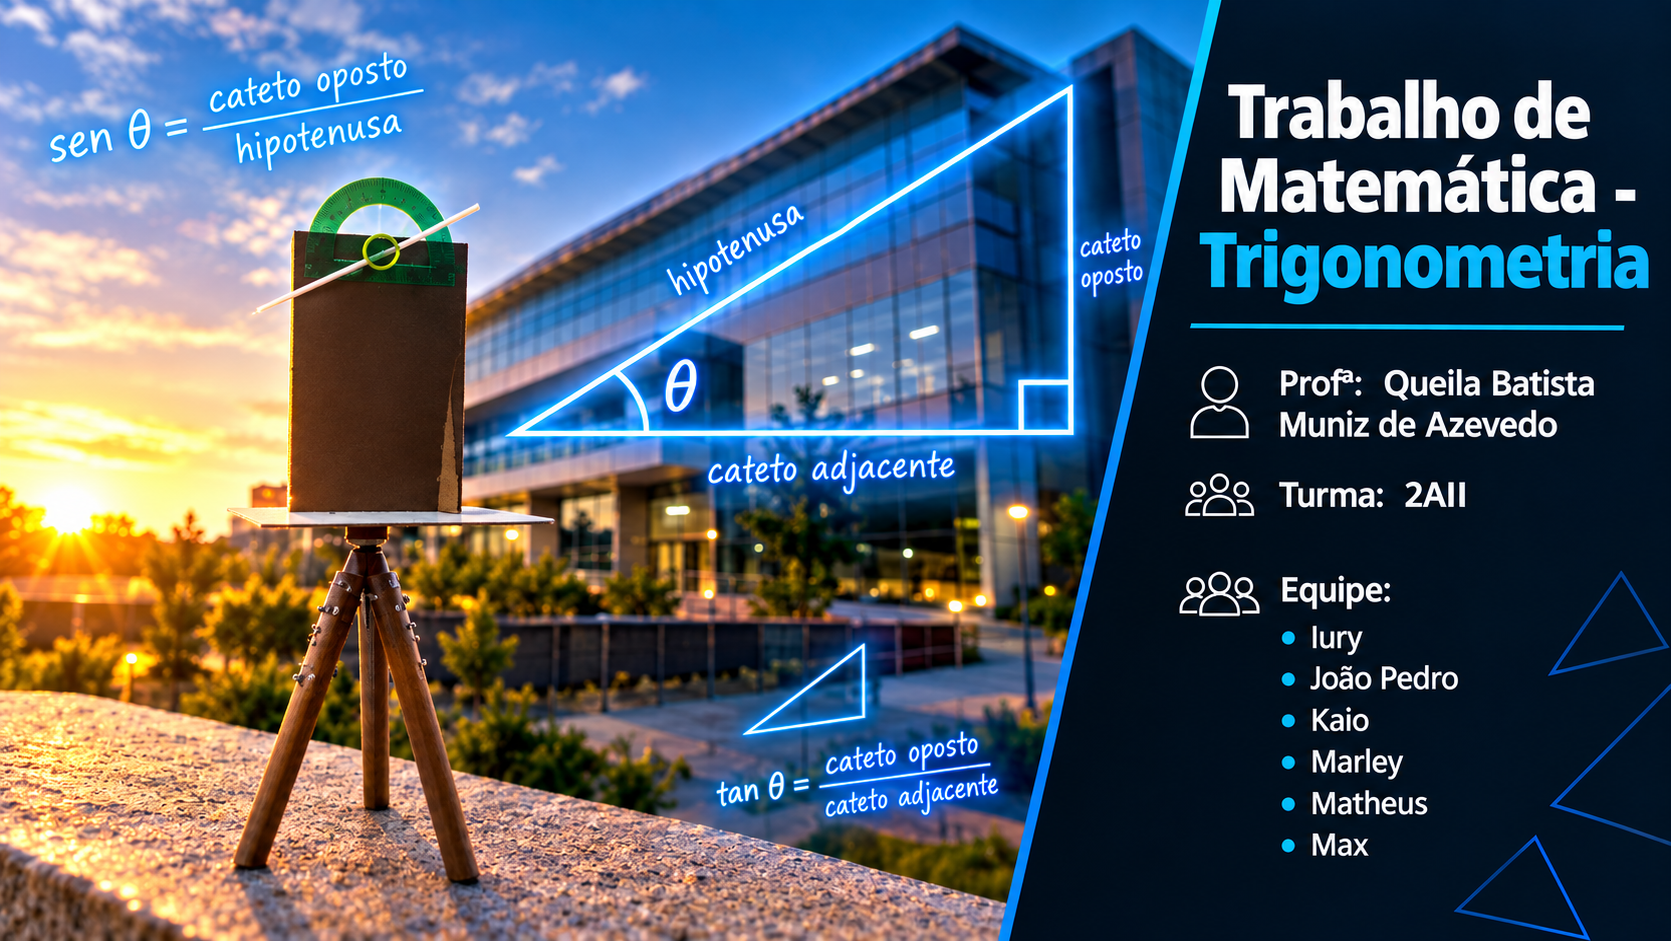 sen θ = cateto oposto
hipotenusa
hipotenusa
cateto
oposto
θ
cateto adjacente
tan θ = cateto oposto
cateto adjacente
Trabalho de
Matemática -
Trigonometria
Profª: Queila Batista
Muniz de Azevedo
Turma: 2AII
Equipe:
• Iury
• João Pedro
• Kaio
• Marley
• Matheus
• Max